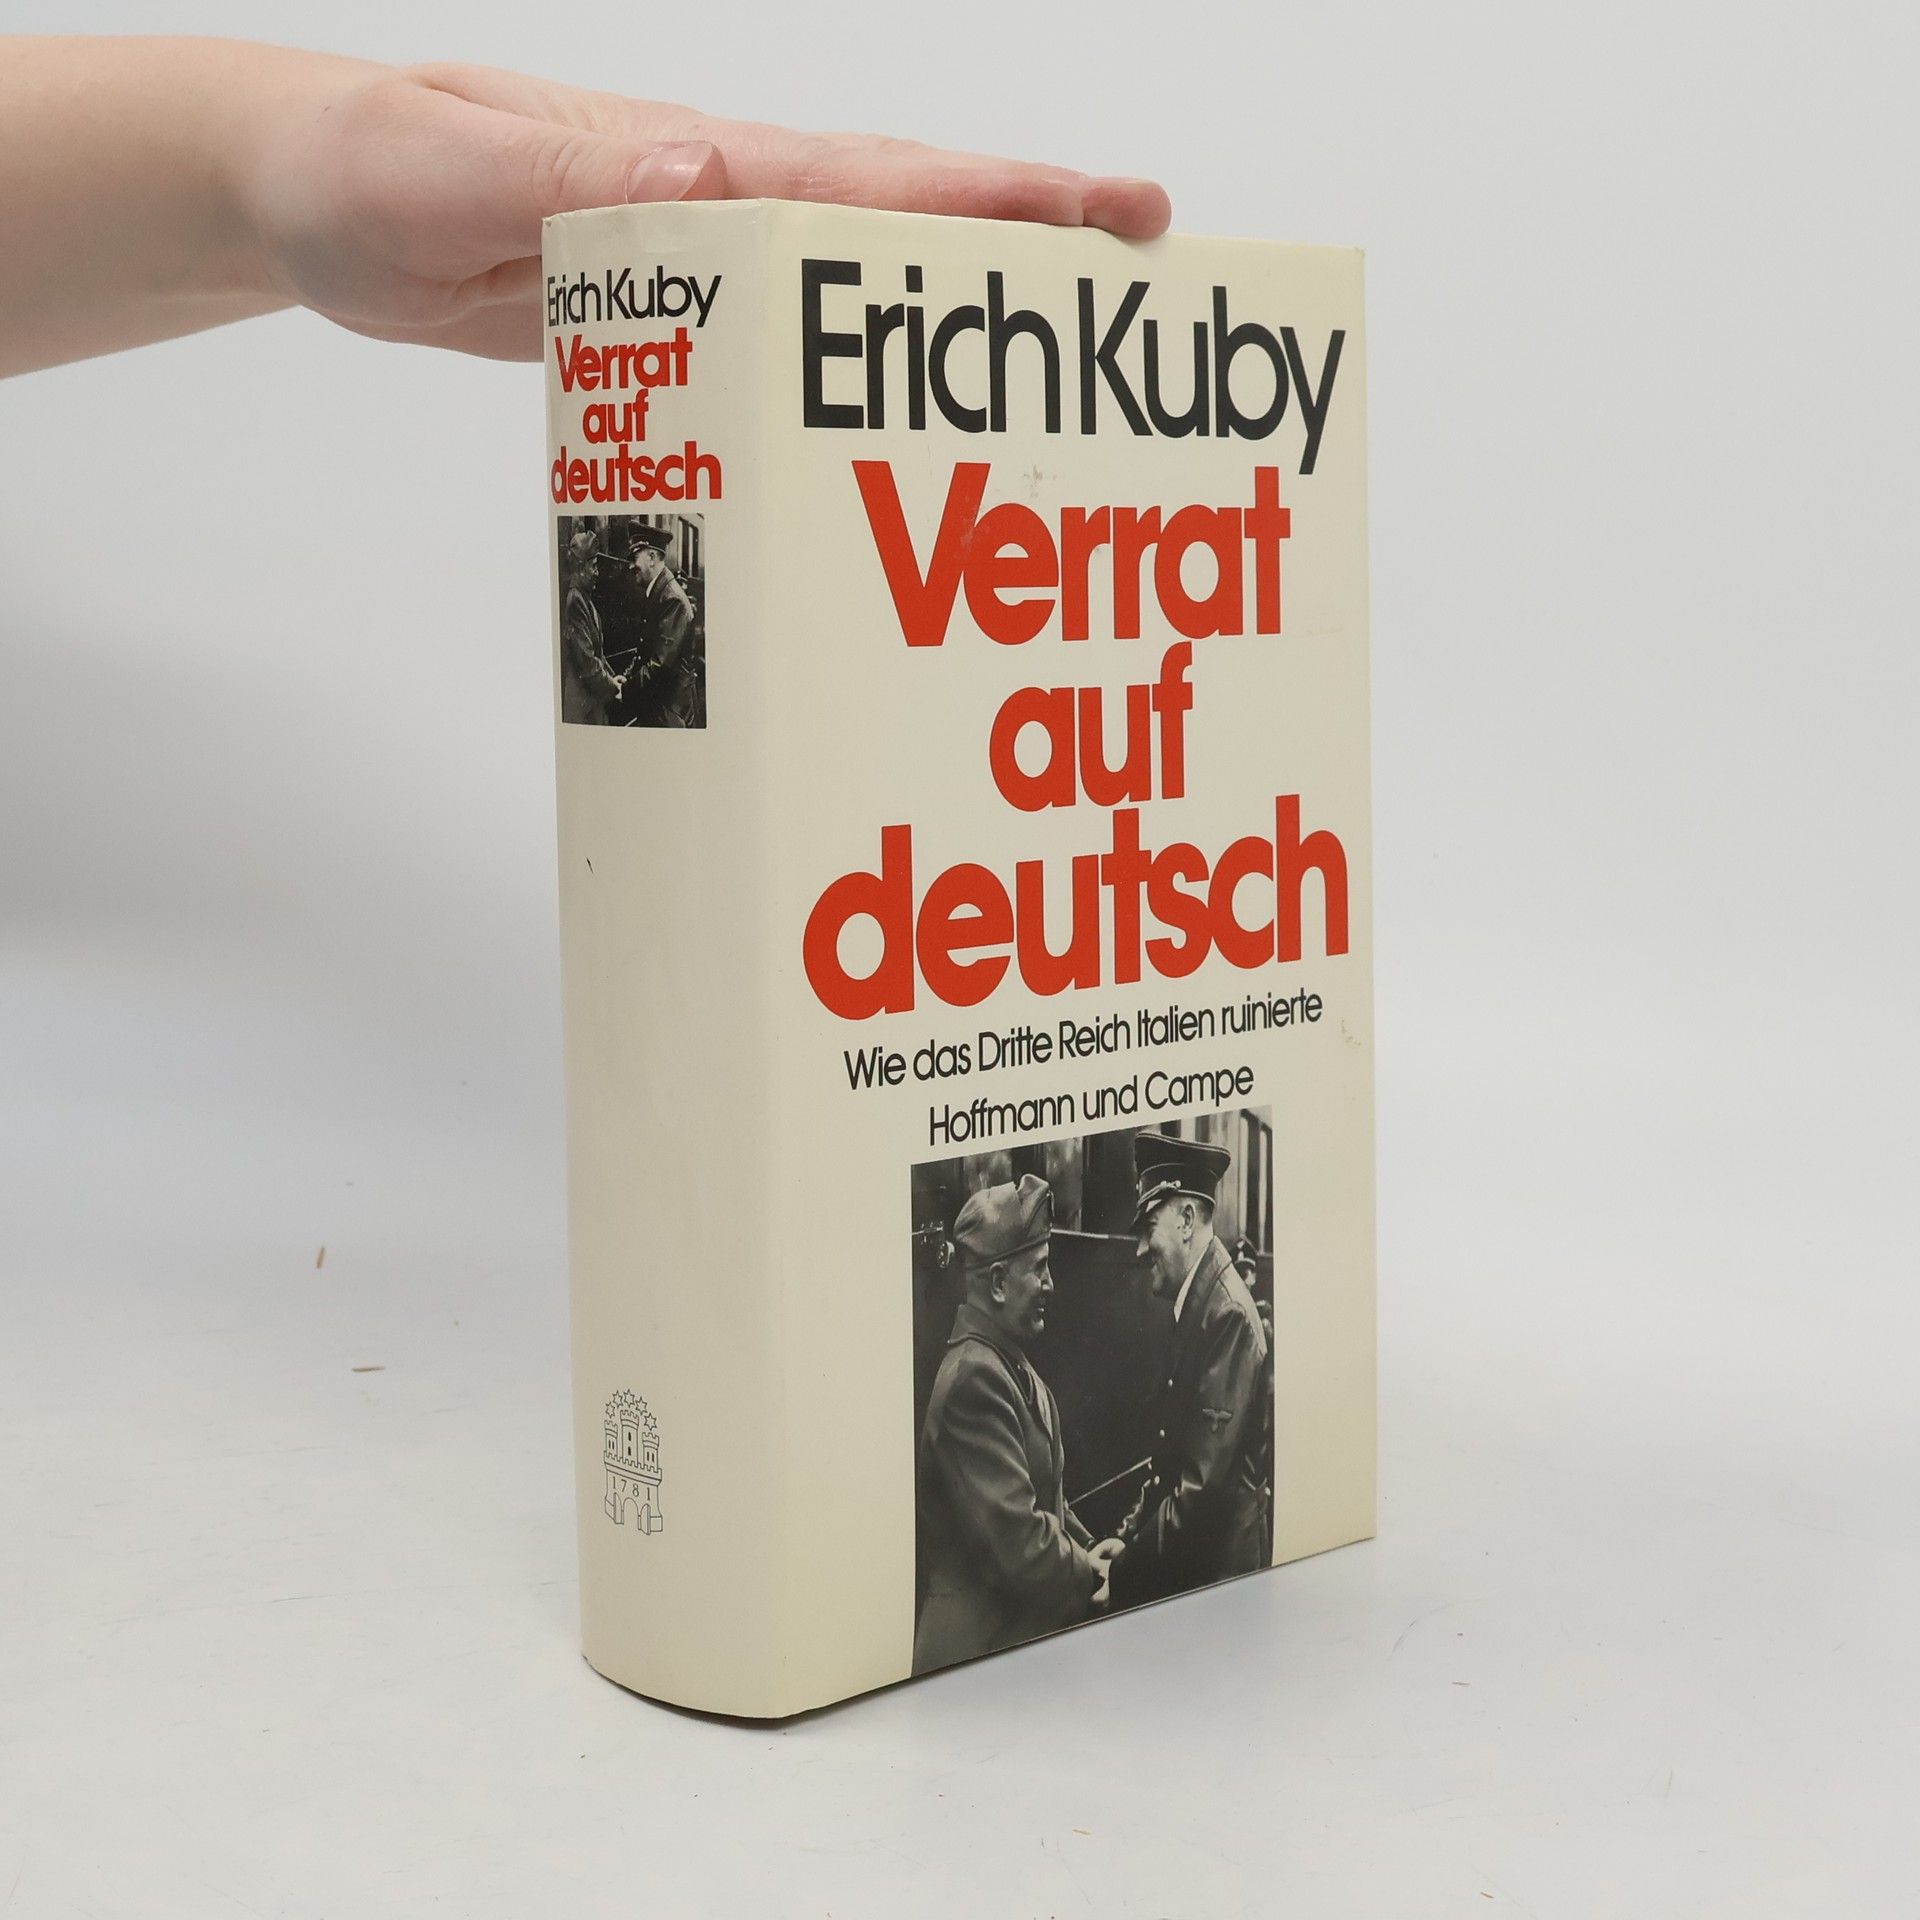 Erich Kuby
Verrat
auf
deutsch
1781
Erich Kuby
Verrat
auf
deutsch
Wie das Dritte Reich Italien ruinierte
Hoffmann und Campe